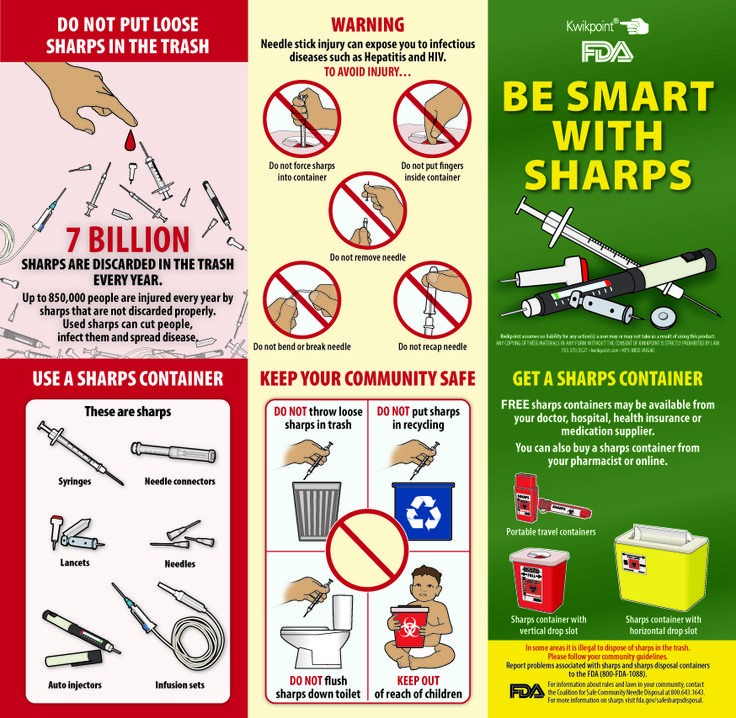 DO NOT PUT LOOSE
SHARPS IN THE TRASH
7 BILLION
SHARPS ARE DISCARDED IN THE TRASH
EVERY YEAR.
Up to 850,000 people are injured every year by
sharps that are not discarded properly.
Used sharps can cut people,
infect them and spread disease.
WARNING
Needle stick injury can expose you to infectious
diseases such as Hepatitis and HIV.
TO AVOID INJURY...
Do not force sharps
into container
Do not put fingers
inside container
Do not remove needle
Do not bend or break needle
Do not recap needle
Kwikpoint®
FDA
BE SMART
WITH
SHARPS
Kwikpoint assumes no liability for any action(s) a user may or may not take as a result of using this product.
ANY COPYING OF THESE MATERIALS IN ANY FORM WITHOUT THE CONSENT OF KWIKPOINT IS STRICTLY PROHIBITED BY LAW
USE A SHARPS CONTAINER
These are sharps
Syringes
Needle connectors
Lancets
Needles
Auto injectors
Infusion sets
KEEP YOUR COMMUNITY SAFE
DO NOT throw loose
sharps in trash
DO NOT put sharps
in recycling
DO NOT flush
sharps down toilet
KEEP OUT
of reach of children
GET A SHARPS CONTAINER
FREE sharps containers may be available from
your doctor, hospital, health insurance or
medication supplier.
You can also buy a sharps container from
your pharmacist or online.
Portable travel containers
Sharps container with
vertical drop slot
Sharps container with
horizontal drop slot
In some areas it is illegal to dispose of sharps in the trash.
Please follow your community guidelines.
Report problems associated with sharps and sharps disposal containers
to the FDA (800-FDA-1088).
FDA
For information about rules and laws in your community, contact
the Coalition for Safe Community Needle Disposal at 800.643.1643.
For more information on sharps visit fda.gov/safesharpsdisposal.